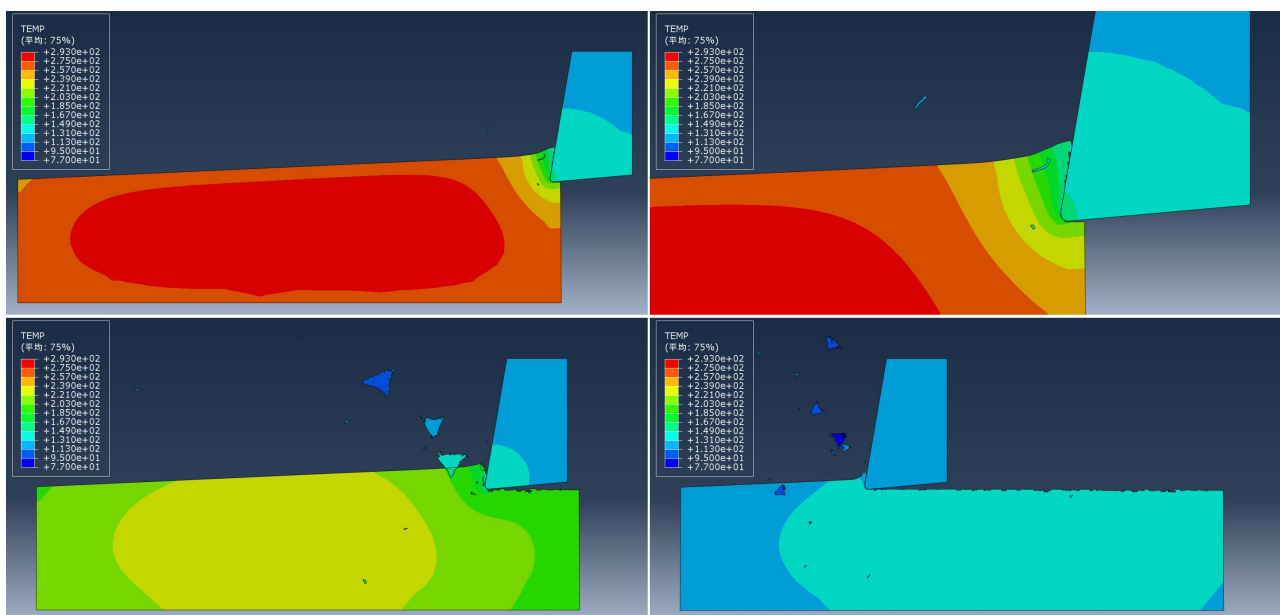 TEMP
(平均: 75%)
+2.930e+02
+2.750e+02
+2.570e+02
+2.390e+02
+2.210e+02
+2.030e+02
+1.850e+02
+1.670e+02
+1.490e+02
+1.310e+02
+1.130e+02
+9.500e+01
+7.700e+01
TEMP
(平均: 75%)
+2.930e+02
+2.750e+02
+2.570e+02
+2.390e+02
+2.210e+02
+2.030e+02
+1.850e+02
+1.670e+02
+1.490e+02
+1.310e+02
+1.130e+02
+9.500e+01
+7.700e+01
TEMP
(平均: 75%)
+2.930e+02
+2.750e+02
+2.570e+02
+2.390e+02
+2.210e+02
+2.030e+02
+1.850e+02
+1.670e+02
+1.490e+02
+1.310e+02
+1.130e+02
+9.500e+01
+7.700e+01
TEMP
(平均: 75%)
+2.930e+02
+2.750e+02
+2.570e+02
+2.390e+02
+2.210e+02
+2.030e+02
+1.850e+02
+1.670e+02
+1.490e+02
+1.310e+02
+1.130e+02
+9.500e+01
+7.700e+01